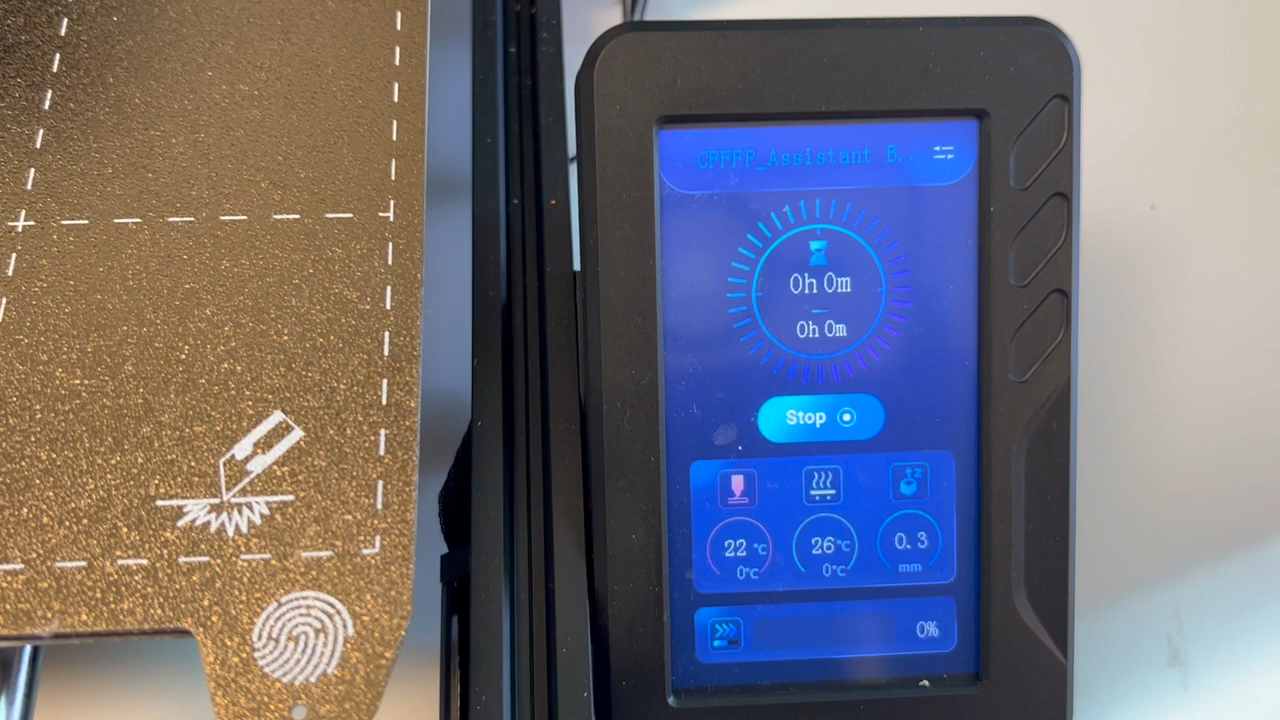 CFFFP_Assistant B..
0h 0m
0h 0m
Stop
Z
22 °C
0°C
26°C
0°C
0.3
mm
0%